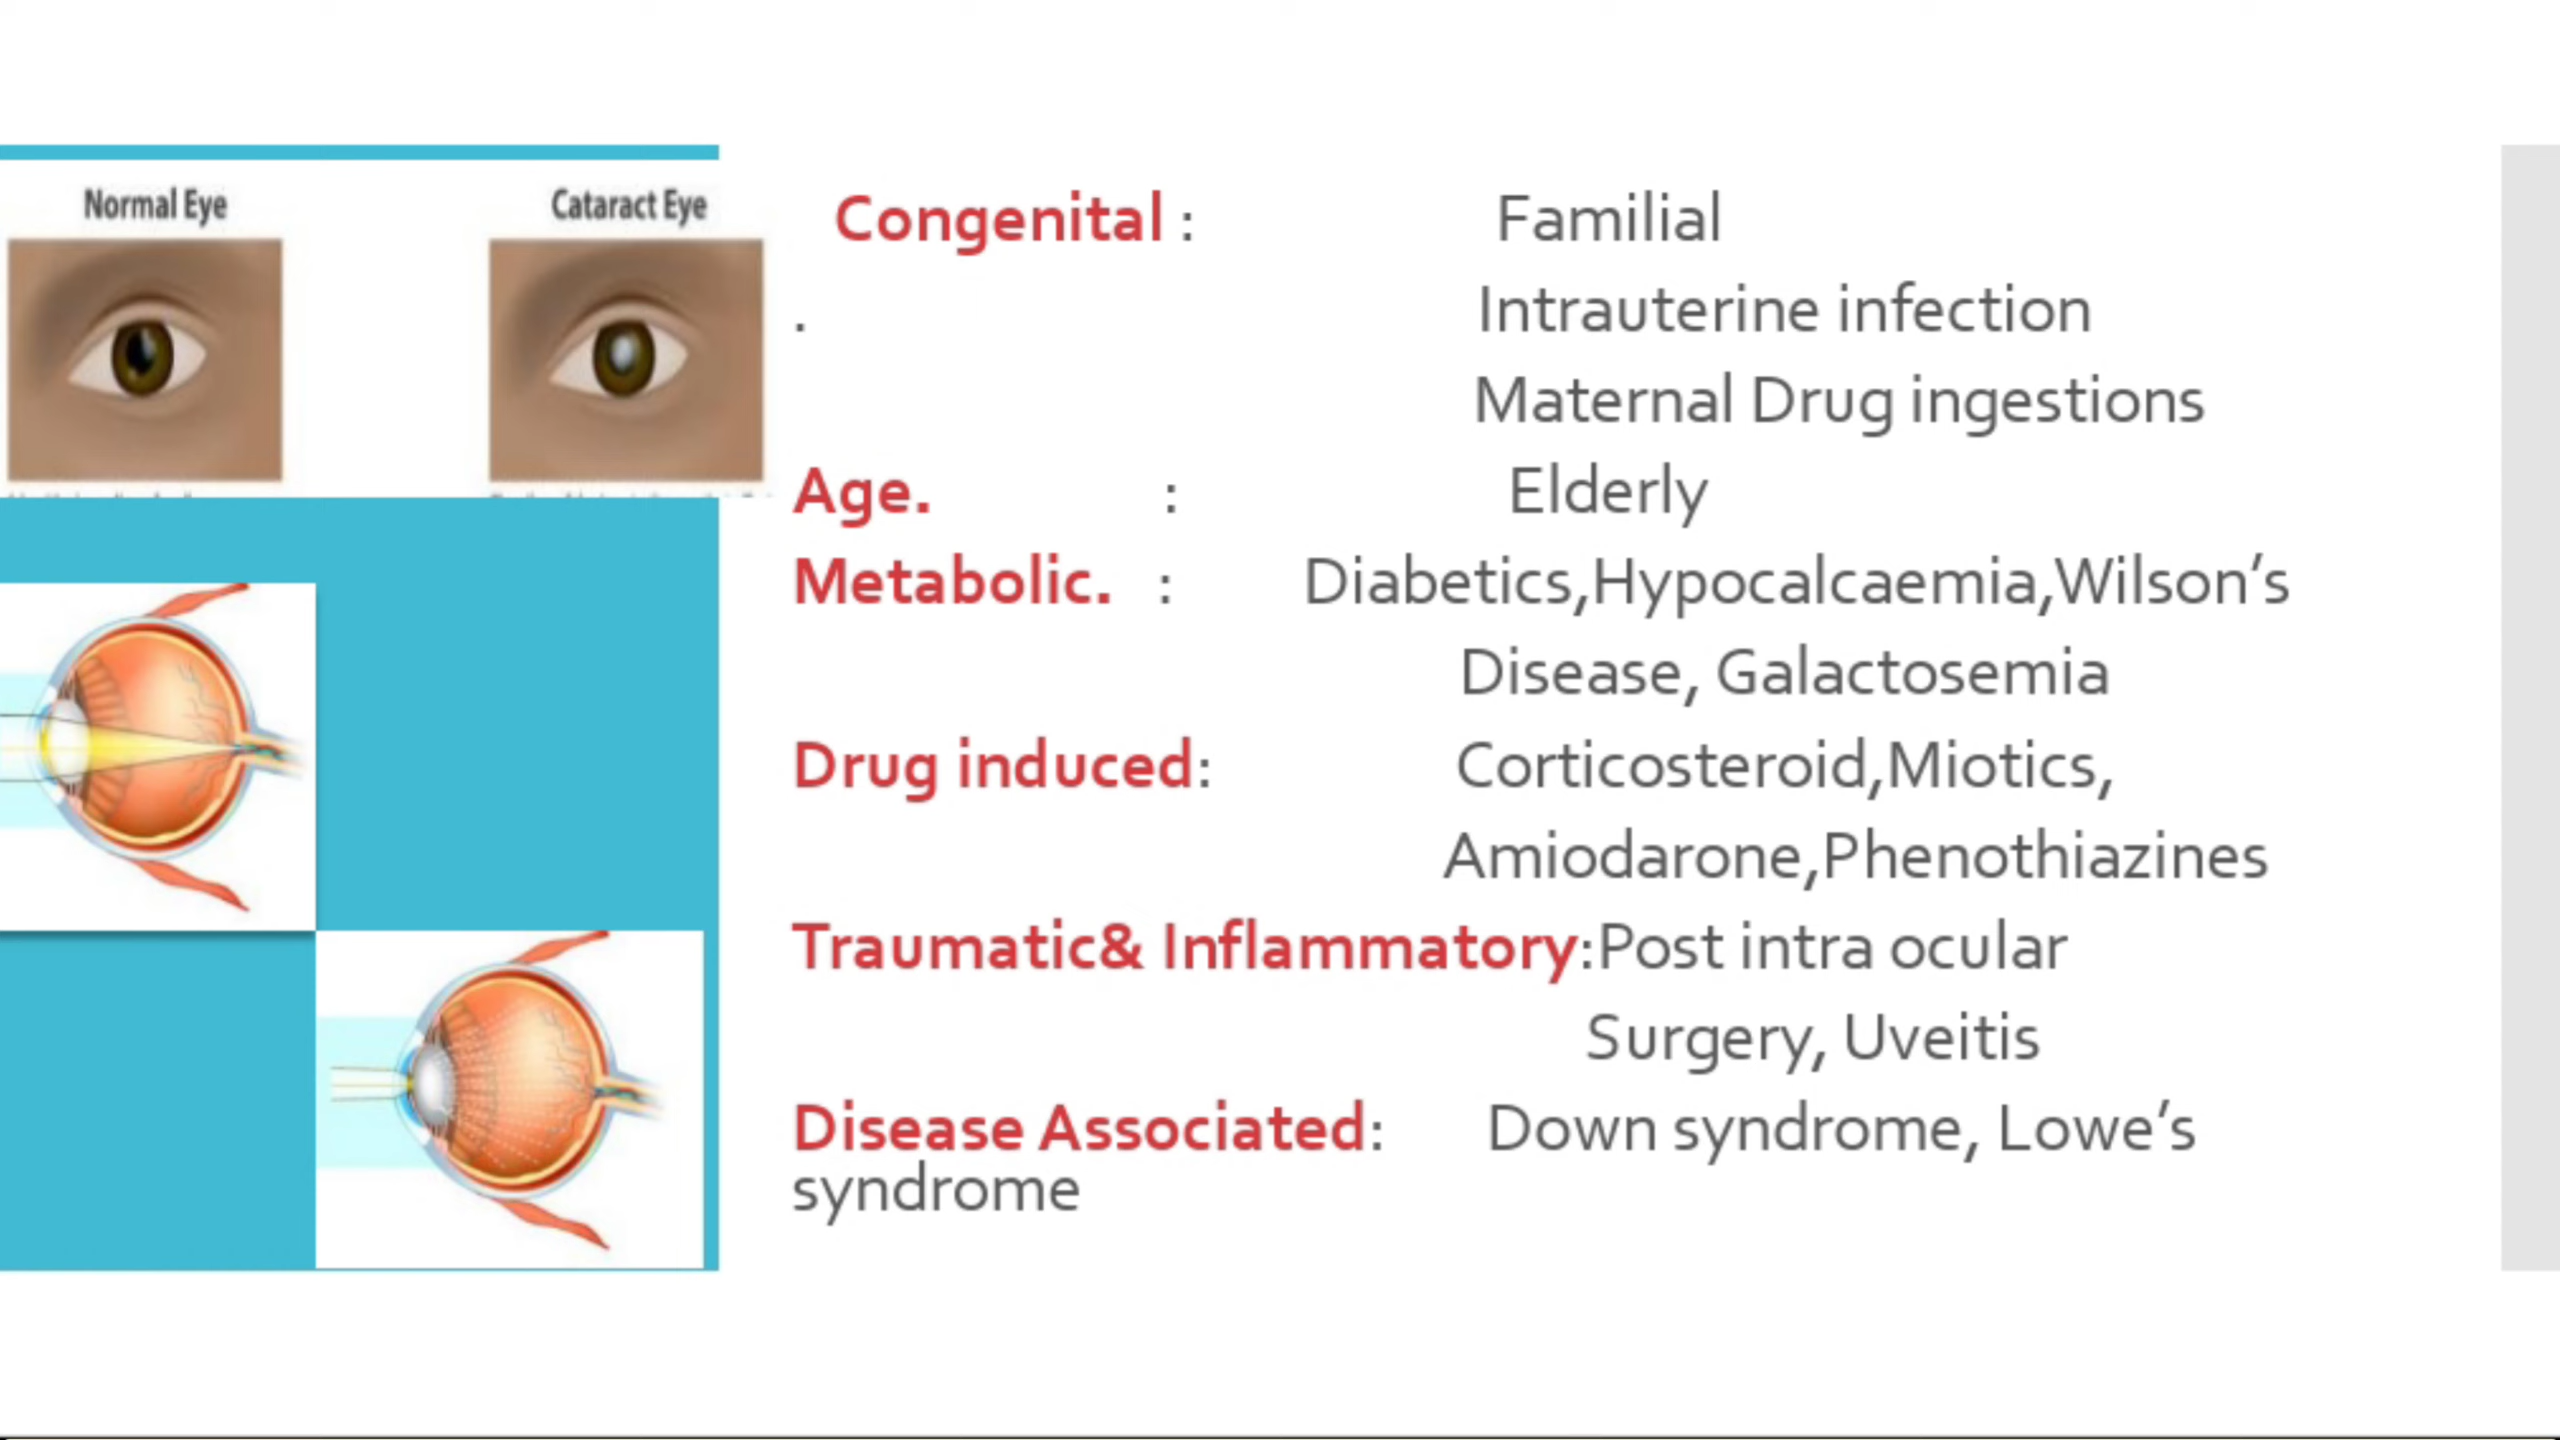 Normal Eye
Cataract Eye
Congenital : Familial
. Intrauterine infection
Maternal Drug ingestions
Age. : Elderly
Metabolic. : Diabetics,Hypocalcaemia,Wilson’s
Disease, Galactosemia
Drug induced: Corticosteroid,Miotics,
Amiodarone,Phenothiazines
Traumatic& Inflammatory:Post intra ocular
Surgery, Uveitis
Disease Associated: Down syndrome, Lowe’s
syndrome